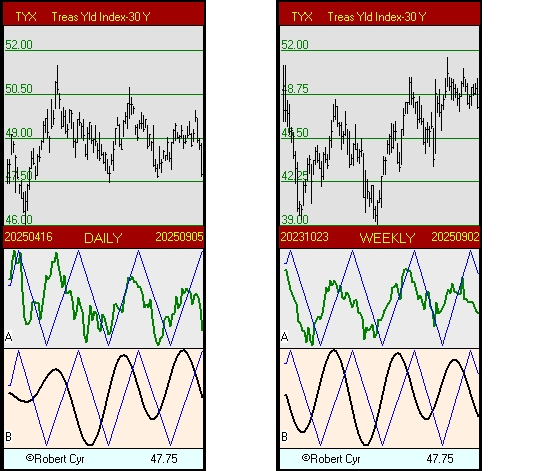 TYX Treas Yld Index-30 Y
52.00
50.50
49.00
47.50
46.00
20250416 DAILY 20250905
A
B
©Robert Cyr 47.75
TYX Treas Yld Index-30 Y
52.00
48.75
45.50
42.25
39.00
20231023 WEEKLY 20250902
A
B
©Robert Cyr 47.75